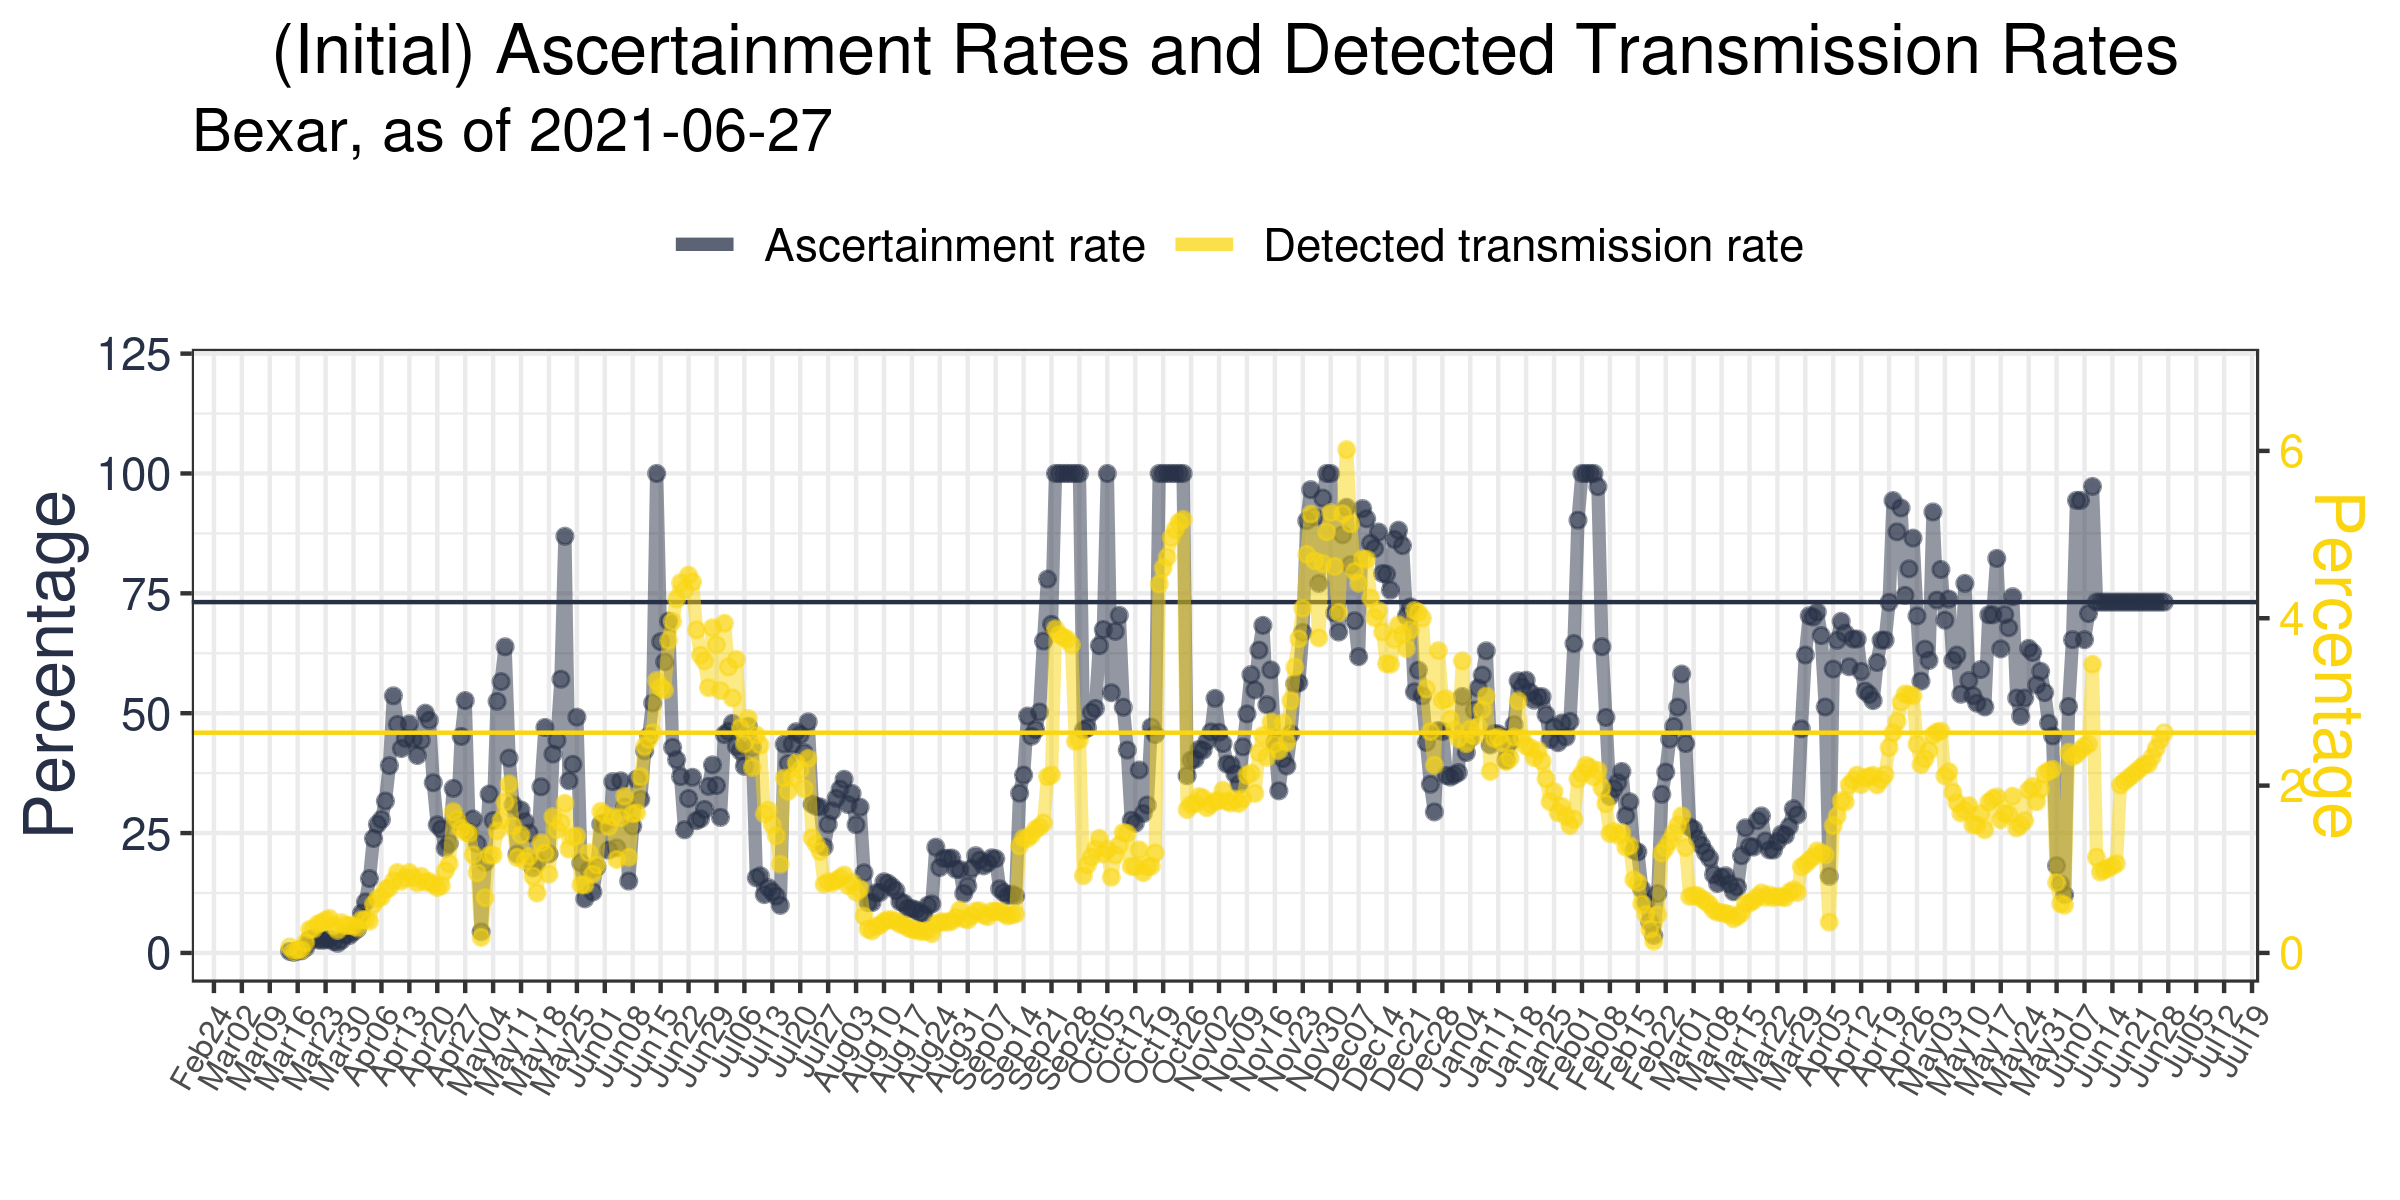 (Initial) Ascertainment Rates and Detected Transmission Rates
Bexar, as of 2021-06-27
Ascertainment rate
Detected transmission rate
Percentage
125
100
75
50
25
0
6
4
2
0
Percentage
Feb24
Mar02
Mar09
Mar16
Mar23
Mar30
Apr06
Apr13
Apr20
Apr27
May04
May11
May18
May25
Jun01
Jun08
Jun15
Jun22
Jun29
Jul06
Jul13
Jul20
Jul27
Aug03
Aug10
Aug17
Aug24
Aug31
Sep07
Sep14
Sep21
Sep28
Oct05
Oct12
Oct19
Oct26
Nov02
Nov09
Nov16
Nov23
Nov30
Dec07
Dec14
Dec21
Dec28
Jan04
Jan11
Jan18
Jan25
Feb01
Feb08
Feb15
Feb22
Mar01
Mar08
Mar15
Mar22
Mar29
Apr05
Apr12
Apr19
Apr26
May03
May10
May17
May24
May31
Jun07
Jun14
Jun21
Jun28
Jul05
Jul12
Jul19